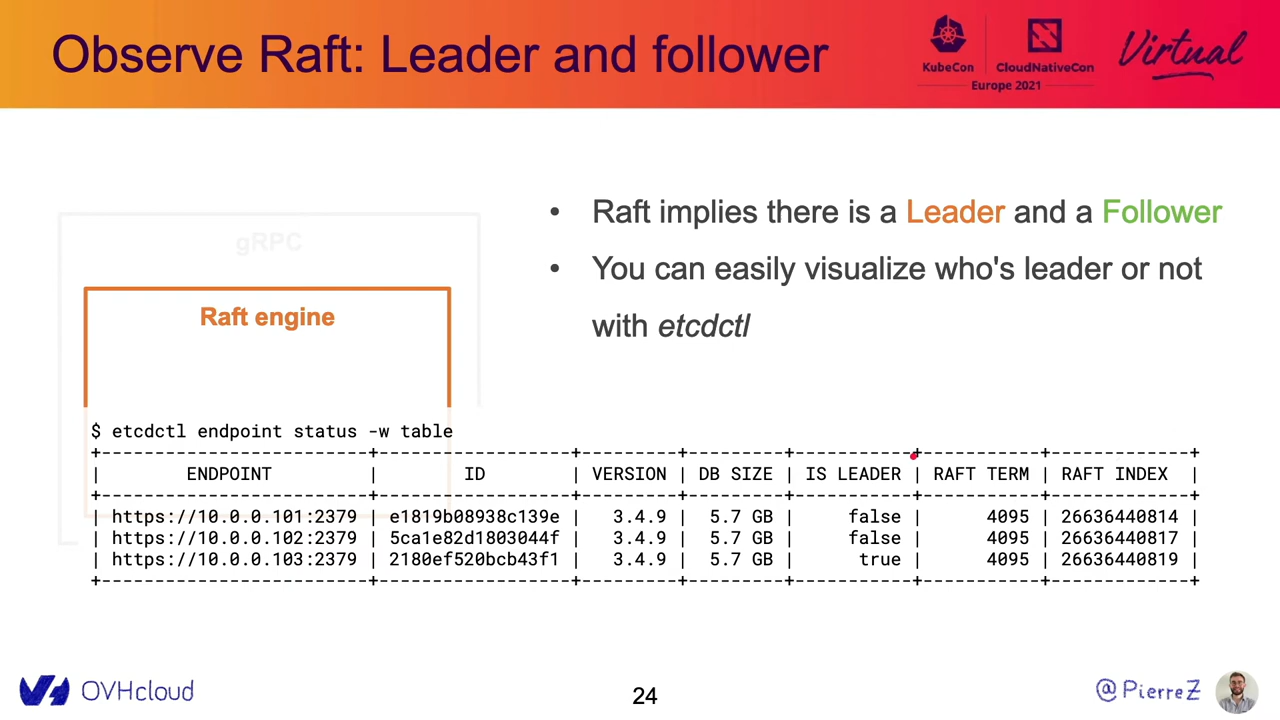 Observe Raft: Leader and follower
KubeCon
CloudNativeCon
Europe 2021
Virtual
gRPC
Raft engine
• Raft implies there is a Leader and a Follower
• You can easily visualize who's leader or not
with etcdctl
$ etcdctl endpoint status -w table
+-------------------------+------------------+---------+---------+-----------+-----------+-------------+
| ENDPOINT | ID | VERSION | DB SIZE | IS LEADER | RAFT TERM | RAFT INDEX |
+-------------------------+------------------+---------+---------+-----------+-----------+-------------+
| https://10.0.0.101:2379 | e1819b08938c139e | 3.4.9 | 5.7 GB | false | 4095 | 26636440814 |
| https://10.0.0.102:2379 | 5ca1e82d1803044f | 3.4.9 | 5.7 GB | false | 4095 | 26636440817 |
| https://10.0.0.103:2379 | 2180ef520bcb43f1 | 3.4.9 | 5.7 GB | true | 4095 | 26636440819 |
+-------------------------+------------------+---------+---------+-----------+-----------+-------------+
OVHcloud
24
@PierreZ